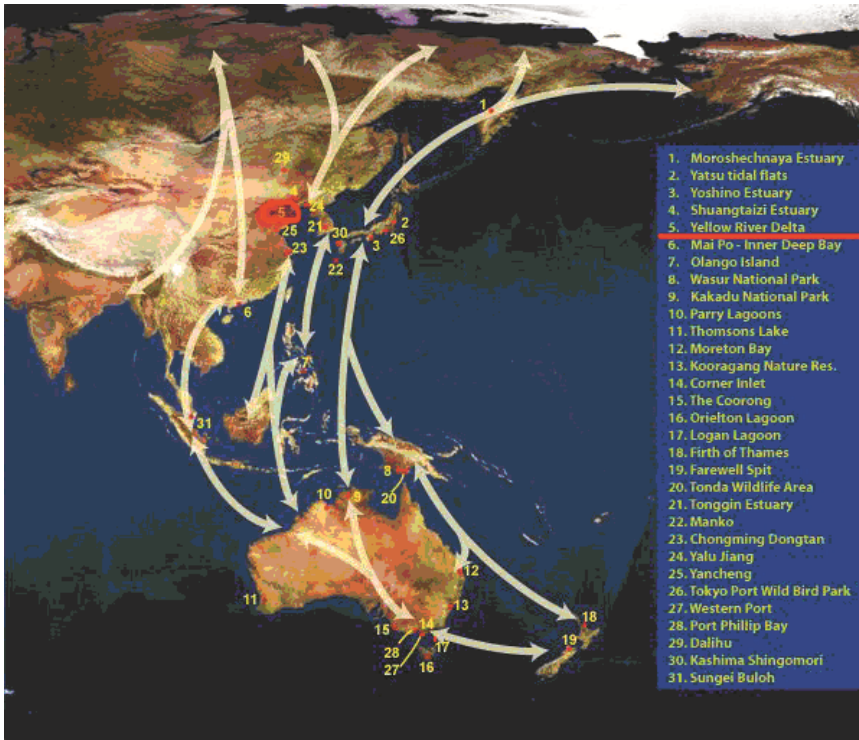 1
29
4
5
24
21
25
30
2
3
26
23
22
6
7
31
8
20
10
9
12
11
13
15
14
28
17
27
16
18
19
1. Moroshechnaya Estuary
2. Yatsu tidal flats
3. Yoshino Estuary
4. Shuangtaizi Estuary
5. Yellow River Delta
6. Mai Po - Inner Deep Bay
7. Olango Island
8. Wasur National Park
9. Kakadu National Park
10. Parry Lagoons
11. Thomsons Lake
12. Moreton Bay
13. Kooragang Nature Res.
14. Corner Inlet
15. The Coorong
16. Orielton Lagoon
17. Logan Lagoon
18. Firth of Thames
19. Farewell Spit
20. Tonda Wildlife Area
21. Tonggin Estuary
22. Manko
23. Chongming Dongtan
24. Yalu Jiang
25. Yancheng
26. Tokyo Port Wild Bird Park
27. Western Port
28. Port Phillip Bay
29. Dalihu
30. Kashima Shingomori
31. Sungei Buloh